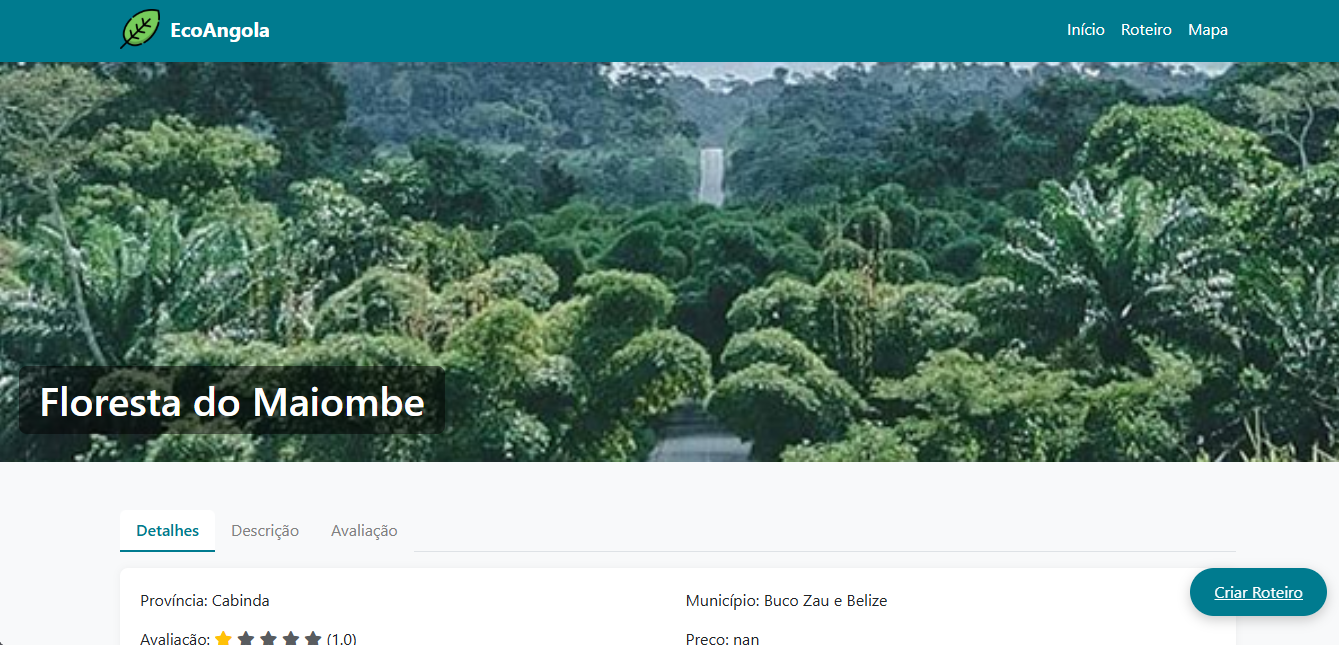 EcoAngola
Início Roteiro Mapa
Floresta do Maiombe
Detalhes Descrição Avaliação
Província: Cabinda
Município: Buco Zau e Belize
Criar Roteiro
Avaliação: (1.0)
Preço: nan